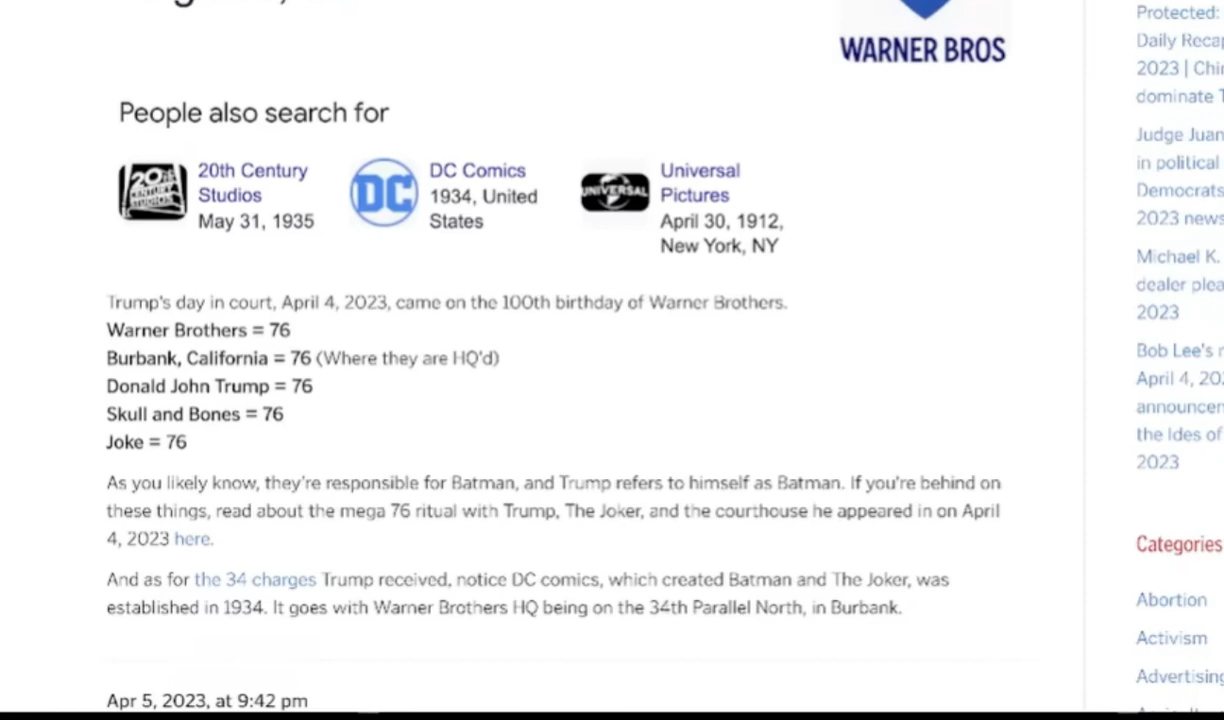 WARNER BROS
People also search for
20th Century
Studios
May 31, 1935
DC
DC Comics
1934, United
States
UNIVERSAL
Universal
Pictures
April 30, 1912,
New York, NY
Trump's day in court, April 4, 2023, came on the 100th birthday of Warner Brothers.
Warner Brothers = 76
Burbank, California = 76 (Where they are HQ'd)
Donald John Trump = 76
Skull and Bones = 76
Joke = 76
As you likely know, they're responsible for Batman, and Trump refers to himself as Batman. If you're behind on
these things, read about the mega 76 ritual with Trump, The Joker, and the courthouse he appeared in on April
4, 2023 here.
And as for the 34 charges Trump received, notice DC comics, which created Batman and The Joker, was
established in 1934. It goes with Warner Brothers HQ being on the 34th Parallel North, in Burbank.
Apr 5, 2023, at 9:42 pm
Protected:
Daily
2023 |
dominate
Judge Juan
in political
Democrats
2023 news
Michael K.
dealer
2023
Bob Lee's
April 4,
the Ides of
2023
Categories
Abortion
Activism
Advertising